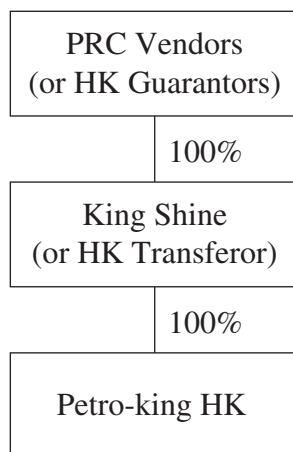 PRC Vendors
(or HK Guarantors)
100%
King Shine
(or HK Transferor)
100%
Petro-king HK